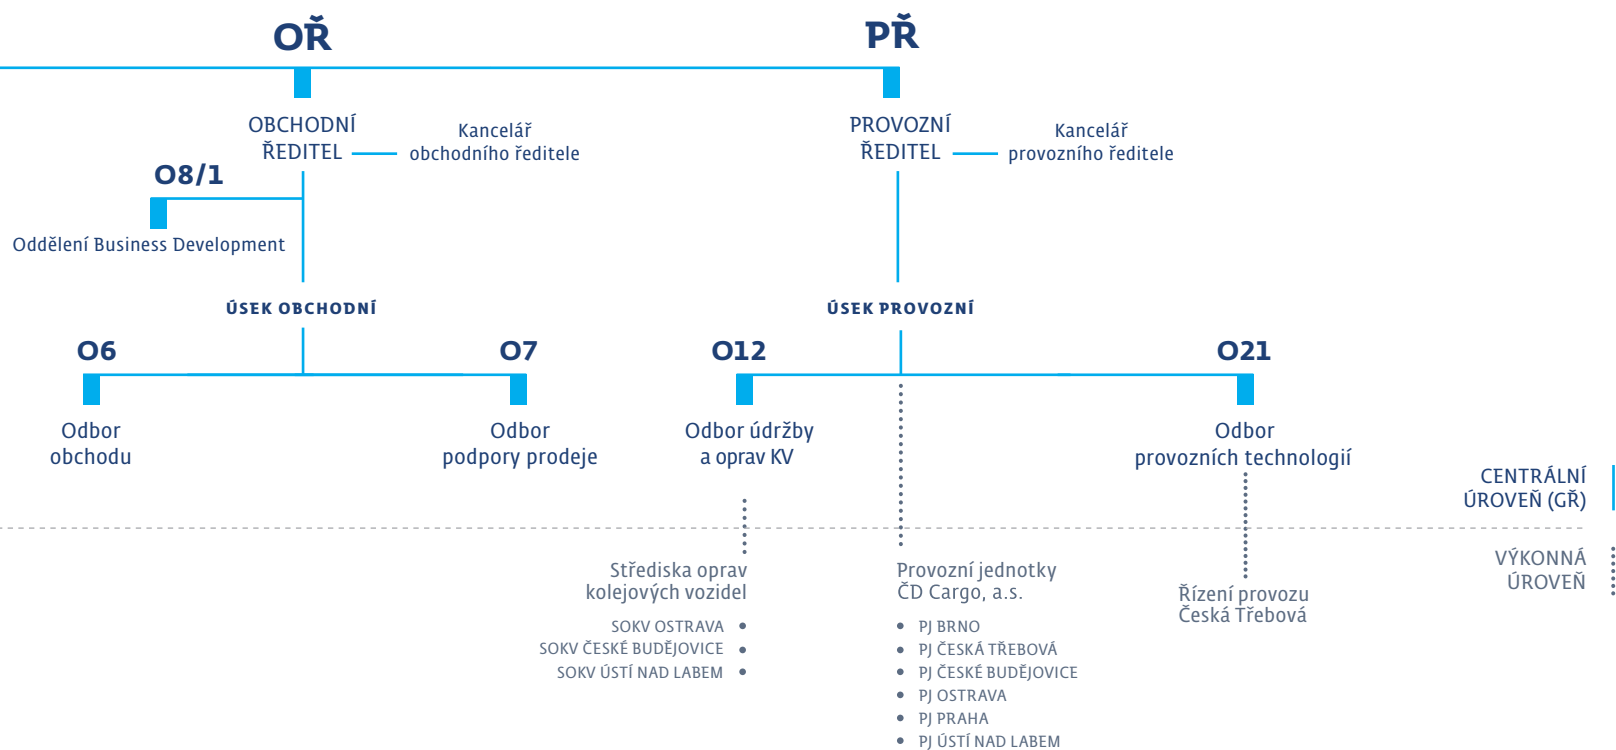 OŘ
PŘ
OBCHODNÍ
ŘEDITEL
Kancelář
obchodního ředitele
PROVOZNÍ
ŘEDITEL
Kancelář
provozního ředitele
O8/1
Oddělení Business Development
ÚSEK OBCHODNÍ
ÚSEK PROVOZNÍ
O6
O7
O12
O21
Odbor
obchodu
Odbor
podpory prodeje
Odbor údržby
a oprav KV
Odbor
provozních technologií
CENTRÁLNÍ
ÚROVEŇ (GŘ)
VÝKONNÁ
ÚROVEŇ
Střediska oprav
kolejových vozidel
SOKV OSTRAVA •
SOKV ČESKÉ BUDĚJOVICE •
SOKV ÚSTÍ NAD LABEM •
Provozní jednotky
ČD Cargo, a.s.
• PJ BRNO
• PJ ČESKÁ TŘEBOVÁ
• PJ ČESKÉ BUDĚJOVICE
• PJ OSTRAVA
• PJ PRAHA
• PJ ÚSTÍ NAD LABEM
Řízení provozu
Česká Třebová